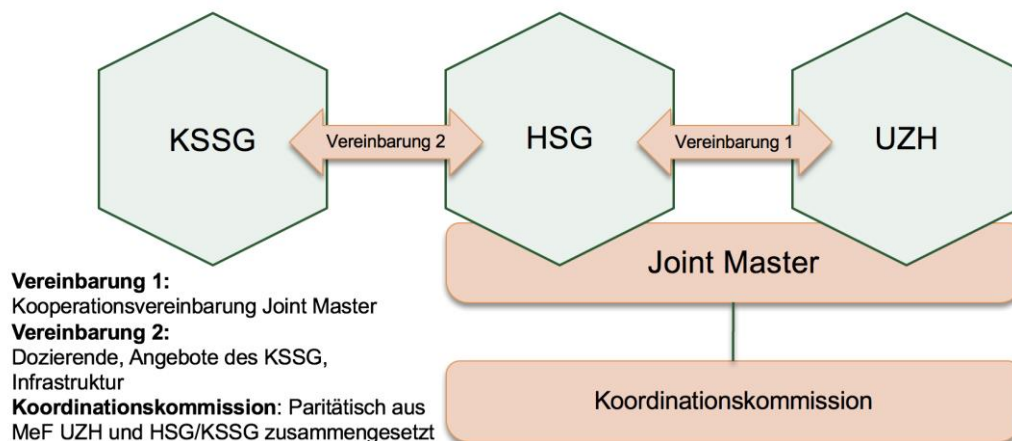 KSSG
Vereinbarung 2
HSG
Vereinbarung 1
UZH
Joint Master
Vereinbarung 1:
Kooperationsvereinbarung Joint Master
Vereinbarung 2:
Dozierende, Angebote des KSSG,
Infrastruktur
Koordinationskommission: Paritätisch aus
MeF UZH und HSG/KSSG zusammengesetzt
Koordinationskommission